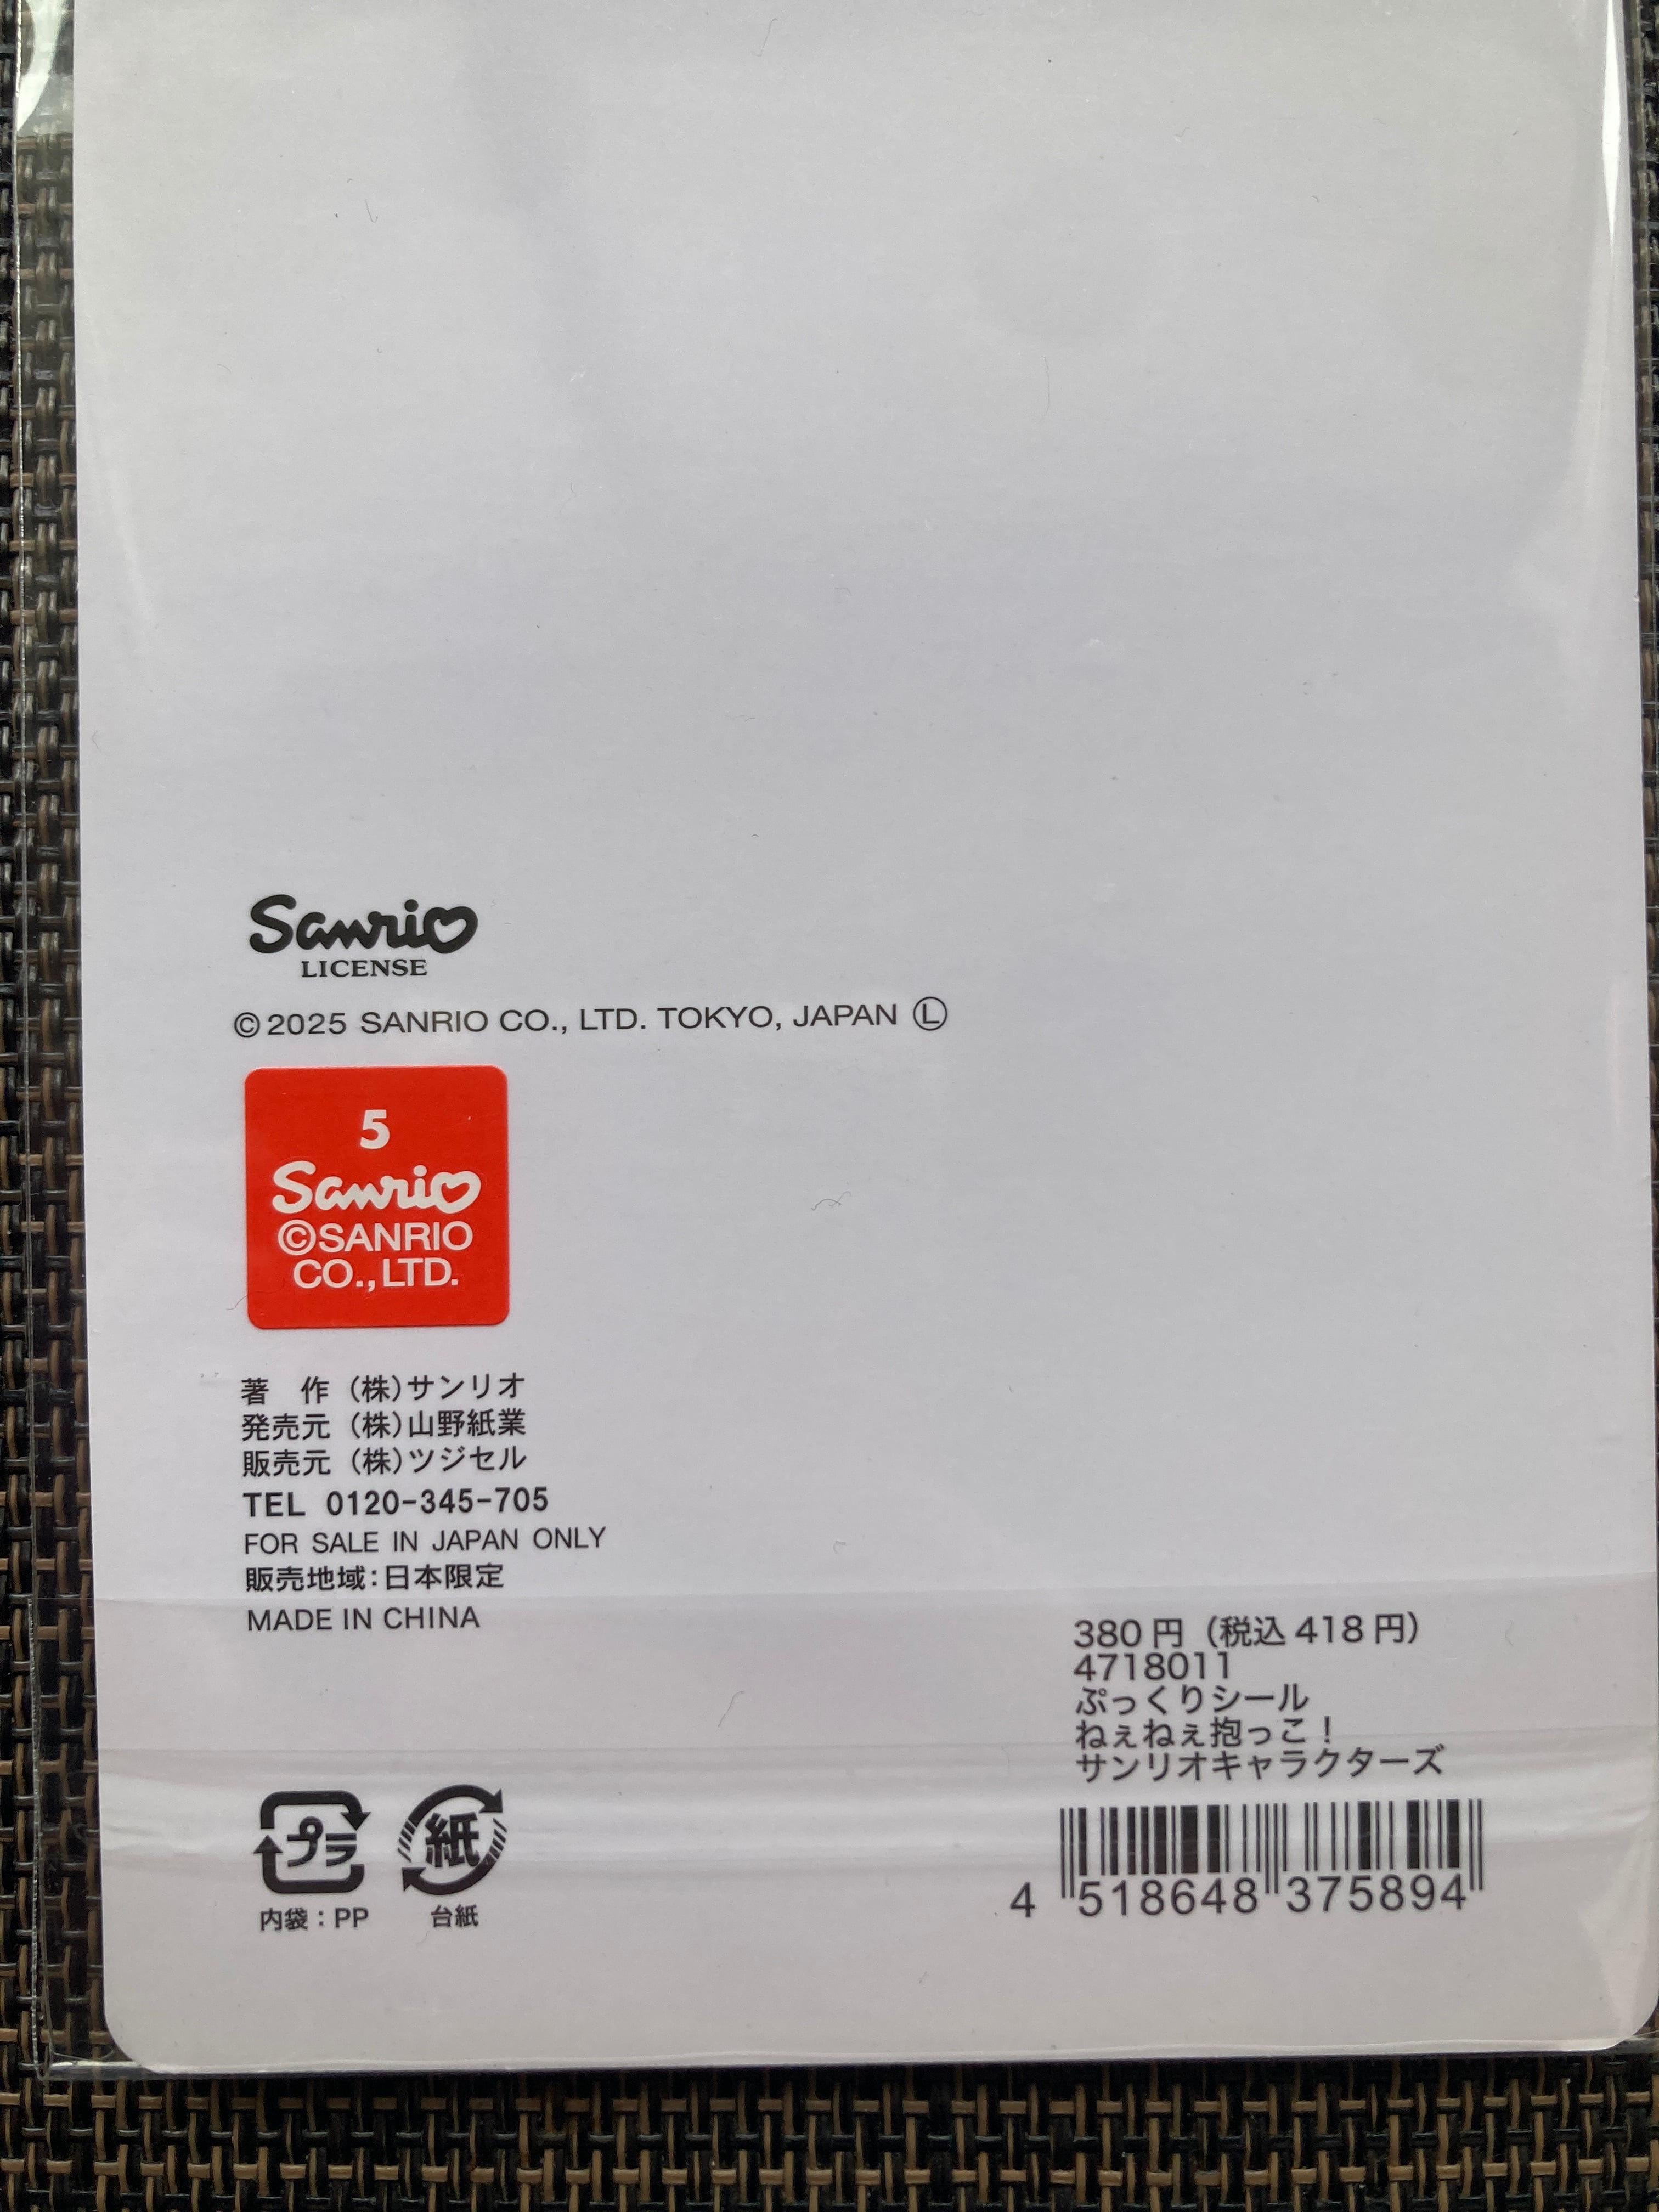 Sanrio
LICENSE
©2025 SANRIO CO., LTD. TOKYO, JAPAN Ⓛ
5
Sanrio
©SANRIO
CO.,LTD.
著　作（株）サンリオ
発売元（株）山野紙業
販売元（株）ツジセル
TEL 0120-345-705
FOR SALE IN JAPAN ONLY
販売地域：日本限定
MADE IN CHINA
プラ
内袋：PP
紙
台紙
380円（税込418円）
4718011
ぷっくりシール
ねぇねぇ抱っこ！
サンリオキャラクターズ
4 518648 375894